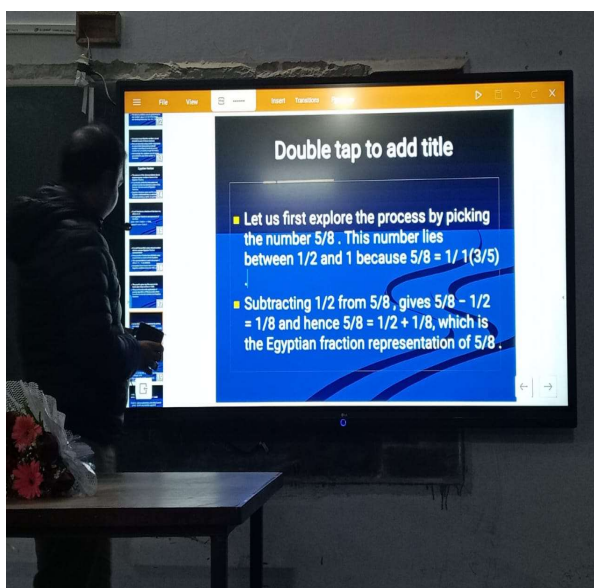 File View Insert Transitions
Double tap to add title
Let us first explore the process by picking
the number 5/8 . This number lies
between 1/2 and 1 because 5/8 = 1/ 1(3/5)
.
Subtracting 1/2 from 5/8 , gives 5/8 – 1/2
= 1/8 and hence 5/8 = 1/2 + 1/8, which is
the Egyptian fraction representation of 5/8 .